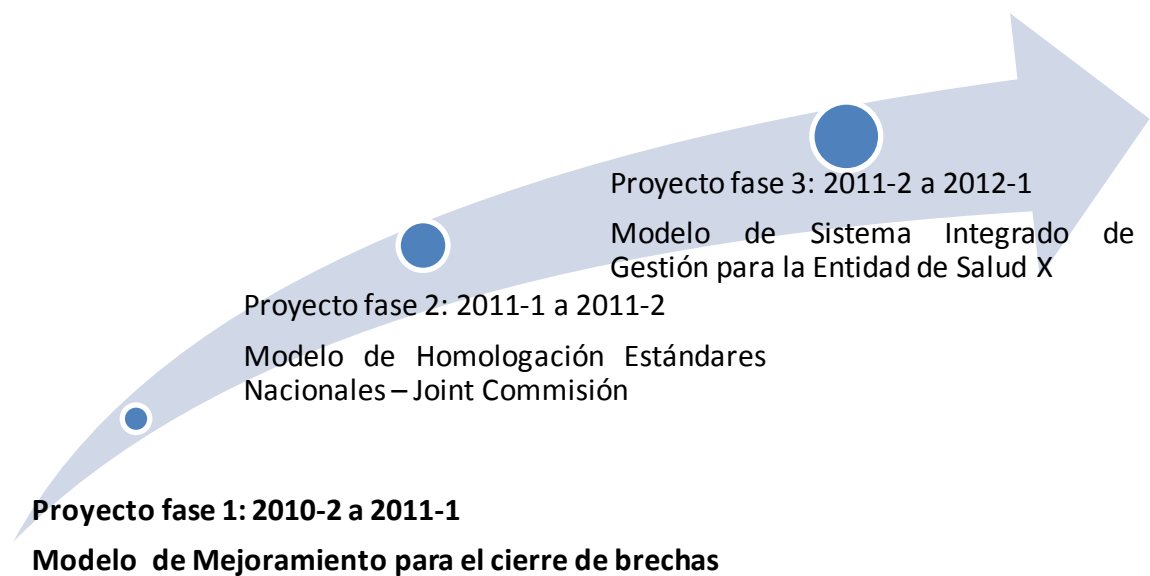 Proyecto fase 3: 2011-2 a 2012-1
Modelo de Sistema Integrado de
Gestión para la Entidad de Salud X
Proyecto fase 2: 2011-1 a 2011-2
Modelo de Homologación Estándares
Nacionales – Joint Commisión
Proyecto fase 1: 2010-2 a 2011-1
Modelo de Mejoramiento para el cierre de brechas